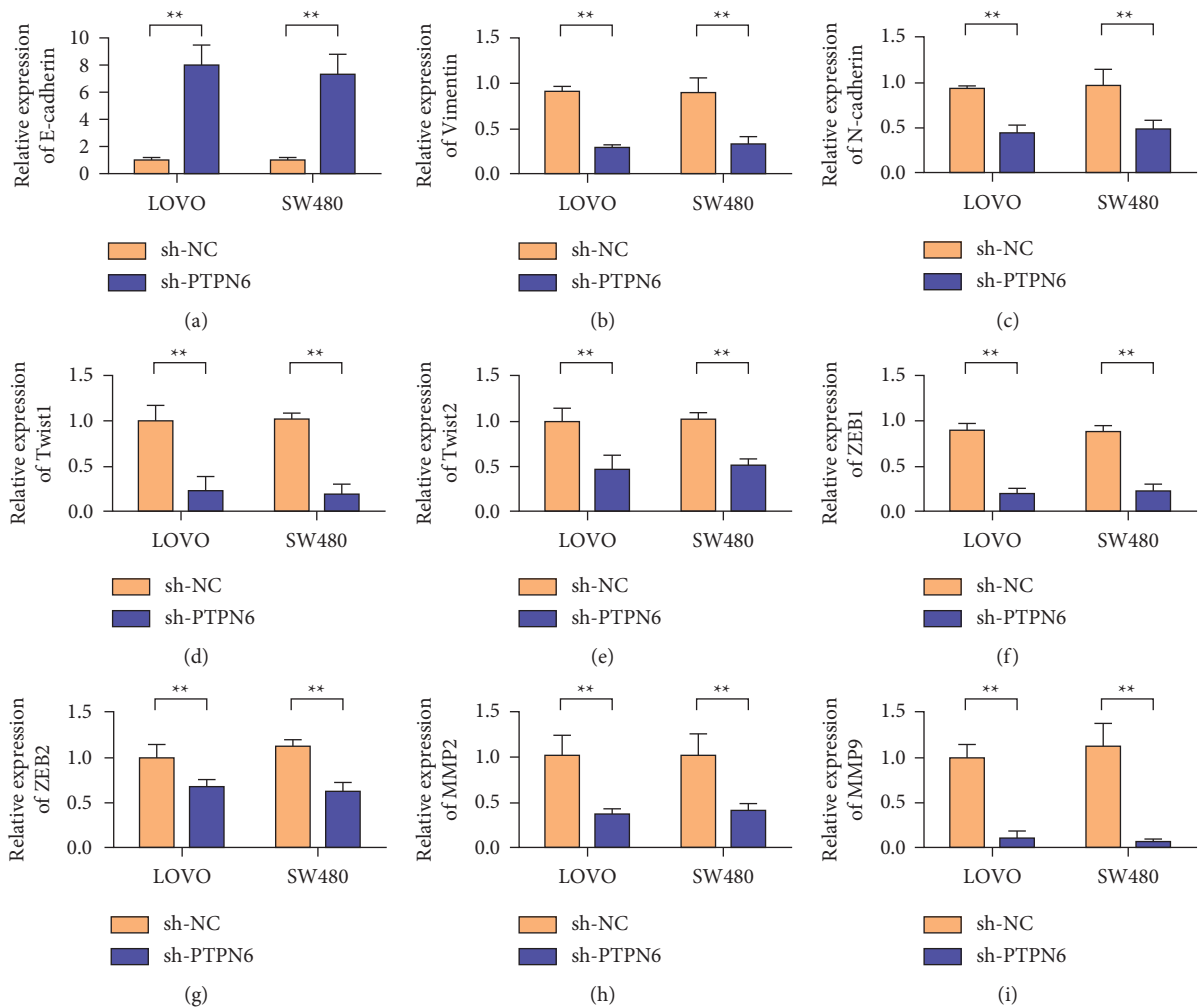 Relative expression
of E-cadherin
10
8
6
4
2
0
**
**
LOVO
SW480
sh-NC
sh-PTPN6
(a)
Relative expression
of Vimentin
1.5
1.0
0.5
0.0
**
**
LOVO
SW480
sh-NC
sh-PTPN6
(b)
Relative expression
of N-cadherin
1.5
1.0
0.5
0.0
**
**
LOVO
SW480
sh-NC
sh-PTPN6
(c)
Relative expression
of Twist1
1.5
1.0
0.5
0.0
**
**
LOVO
SW480
sh-NC
sh-PTPN6
(d)
Relative expression
of Twist2
1.5
1.0
0.5
0.0
**
**
LOVO
SW480
sh-NC
sh-PTPN6
(e)
Relative expression
of ZEB1
1.5
1.0
0.5
0.0
**
**
LOVO
SW480
sh-NC
sh-PTPN6
(f)
Relative expression
of ZEB2
1.5
1.0
0.5
0.0
**
**
LOVO
SW480
sh-NC
sh-PTPN6
(g)
Relative expression
of MMP2
1.5
1.0
0.5
0.0
**
**
LOVO
SW480
sh-NC
sh-PTPN6
(h)
Relative expression
of MMP9
1.5
1.0
0.5
0.0
**
**
LOVO
SW480
sh-NC
sh-PTPN6
(i)